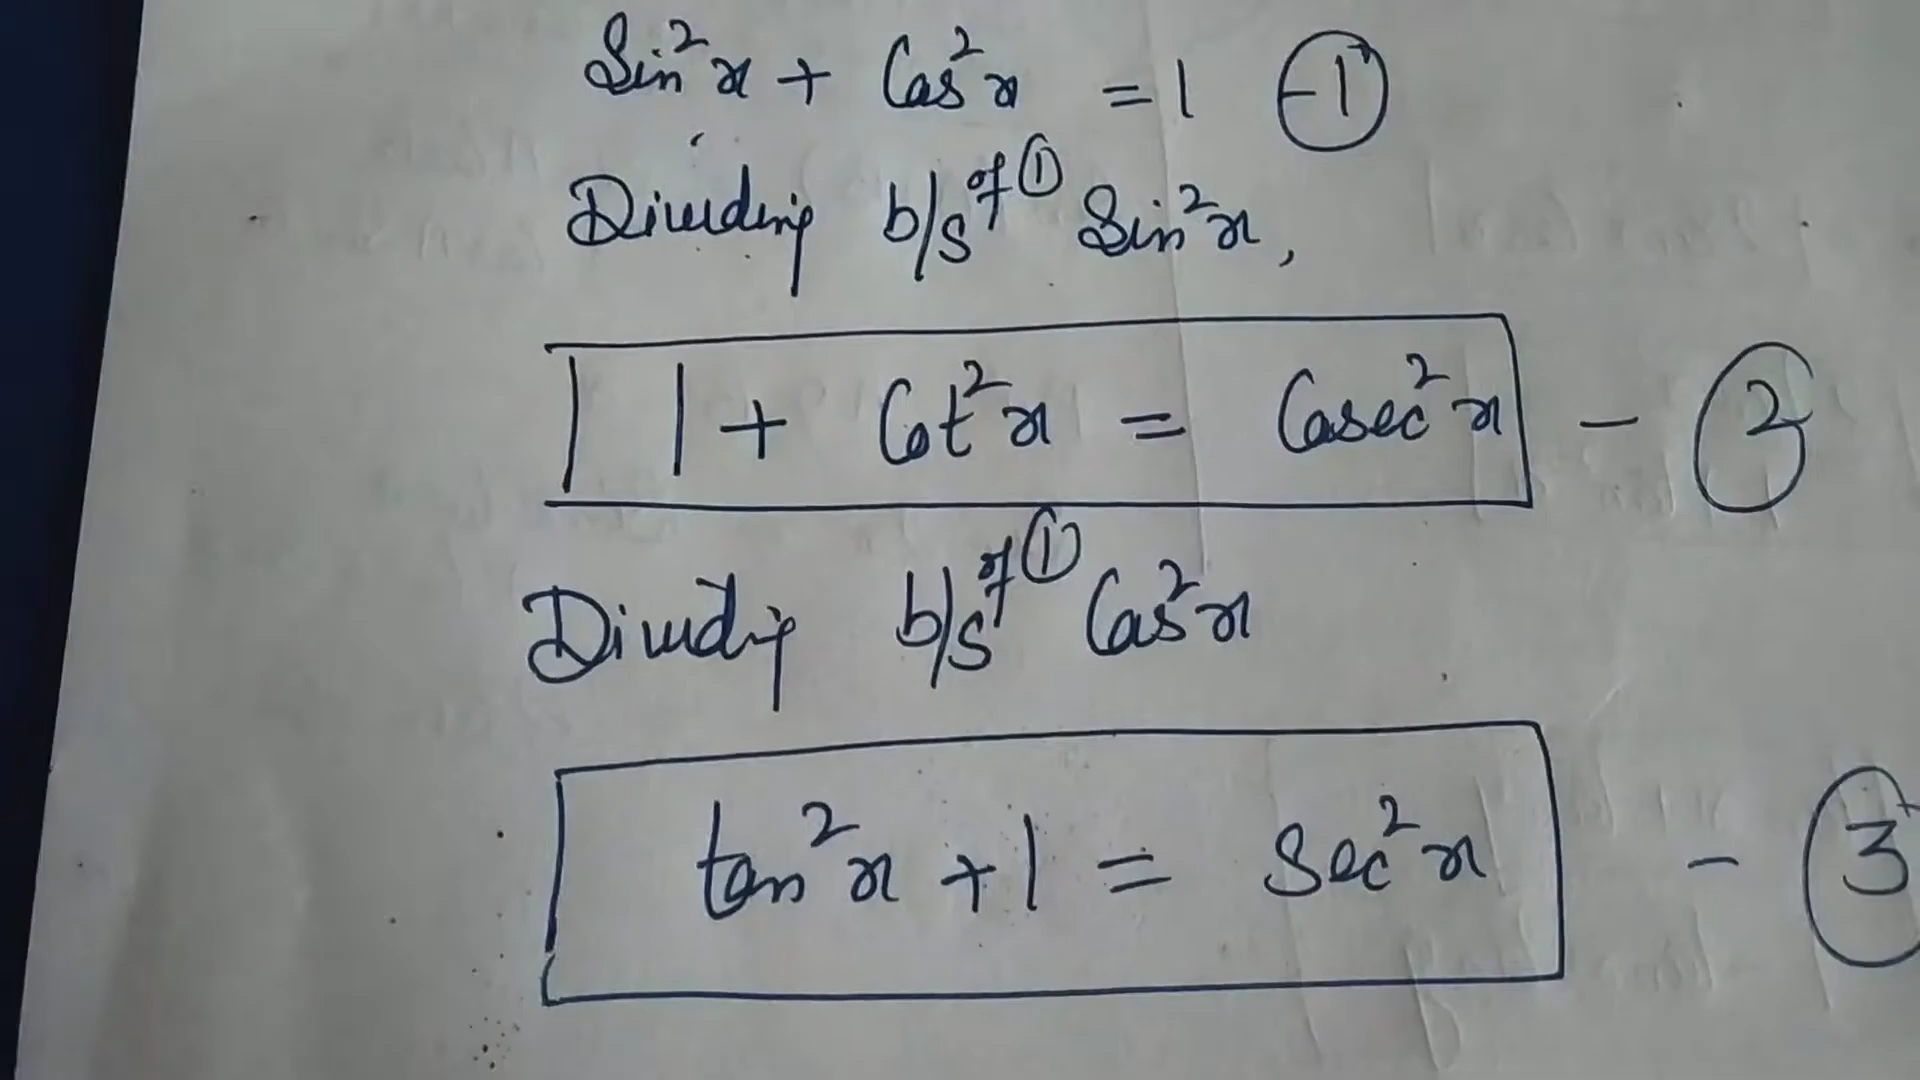 Sin²x + Cos²x = 1 -1
Dividing b/s of ① Sin²x,
1 + Cot²x = Cosec²x - ②
Dividing b/s of ① Cos²x
tan²x + 1 = Sec²x - ③